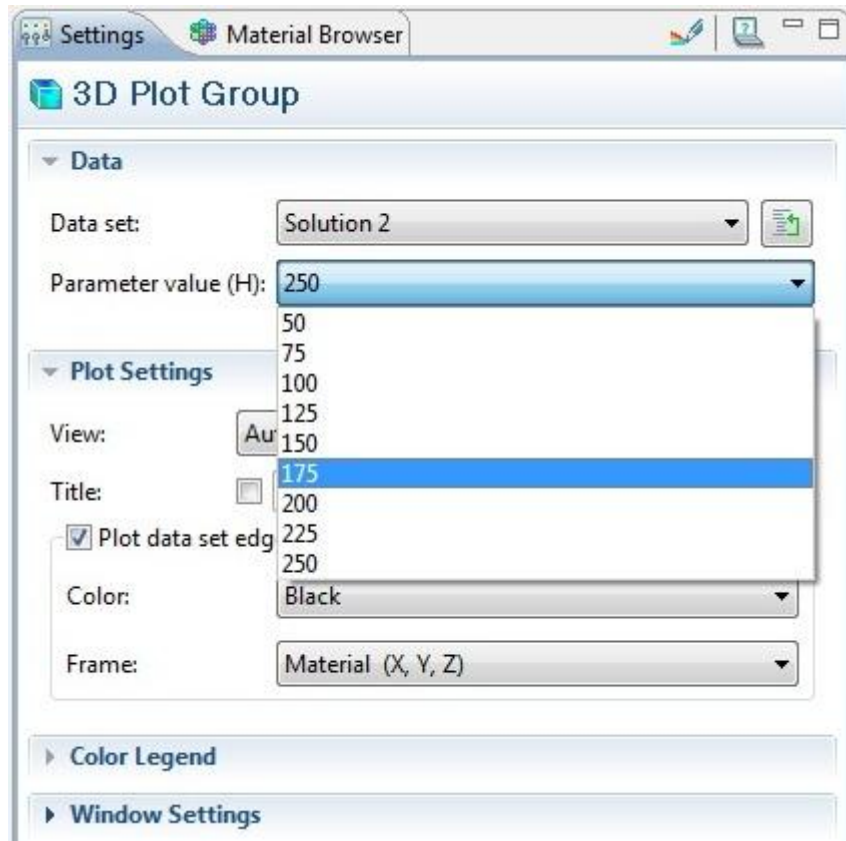 Settings Material Browser
3D Plot Group
Data
Data set: Solution 2
Parameter value (H): 250
50
75
Plot Settings
100
125
View: Au
150
175
Title:
200
Plot data set edg
225
250
Color: Black
Frame: Material (X, Y, Z)
Color Legend
Window Settings